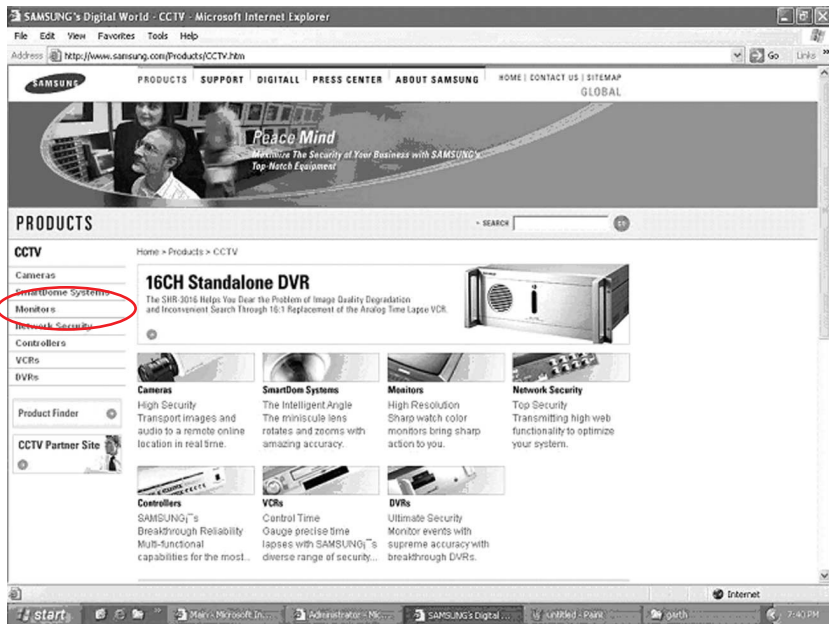 SAMSUNG's Digital World - CCTV - Microsoft Internet Explorer
File Edit View Favorites Tools Help
Address http://www.samsung.com/Products/CCTV.htm Go Links »
SAMSUNG
PRODUCTS SUPPORT DIGITALL PRESS CENTER ABOUT SAMSUNG HOME | CONTACT US | SITEMAP
GLOBAL
Peace Mind
Maximize The Security of Your Business with SAMSUNG's
Top-Notch Equipment
PRODUCTS
SEARCH
CCTV
Home > Products > CCTV
Cameras
SmartDome Systems
Monitors
Network Security
Controllers
VCRs
DVRs
Product Finder
CCTV Partner Site
16CH Standalone DVR
The SHR-3016 Helps You Dear the Problem of Image Quality Degradation
and Inconvenient Search Through 16:1 Replacement of the Analog Time Lapse VCR.
Cameras
High Security
Transport images and
audio to a remote online
location in real time.
SmartDom Systems
The Intelligent Angle
The miniscule lens
rotates and zooms with
amazing accuracy.
Monitors
High Resolution
Sharp watch color
monitors bring sharp
action to you.
Network Security
Top Security
Transmitting high web
functionality to optimize
your system.
Controllers
SAMSUNG¡¯s
Breakthrough Reliability
Multi-functional
capabilities for the most...
VCRs
Control Time
Gauge precise time
lapses with SAMSUNG¡¯s
diverse range of security...
DVRs
Ultimate Security
Monitor events with
supreme accuracy with
breakthrough DVRs.
Internet
start » Main - Microsoft In... Administrator - Mic... SAMSUNG's Digital ... untitled - Paint garth 7:40 PM